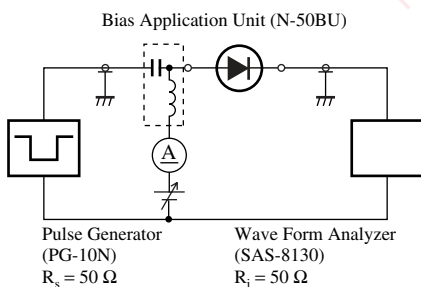 Bias Application Unit (N-50BU)
A
Pulse Generator
(PG-10N)
Rs = 50 Ω
Wave Form Analyzer
(SAS-8130)
Ri = 50 Ω